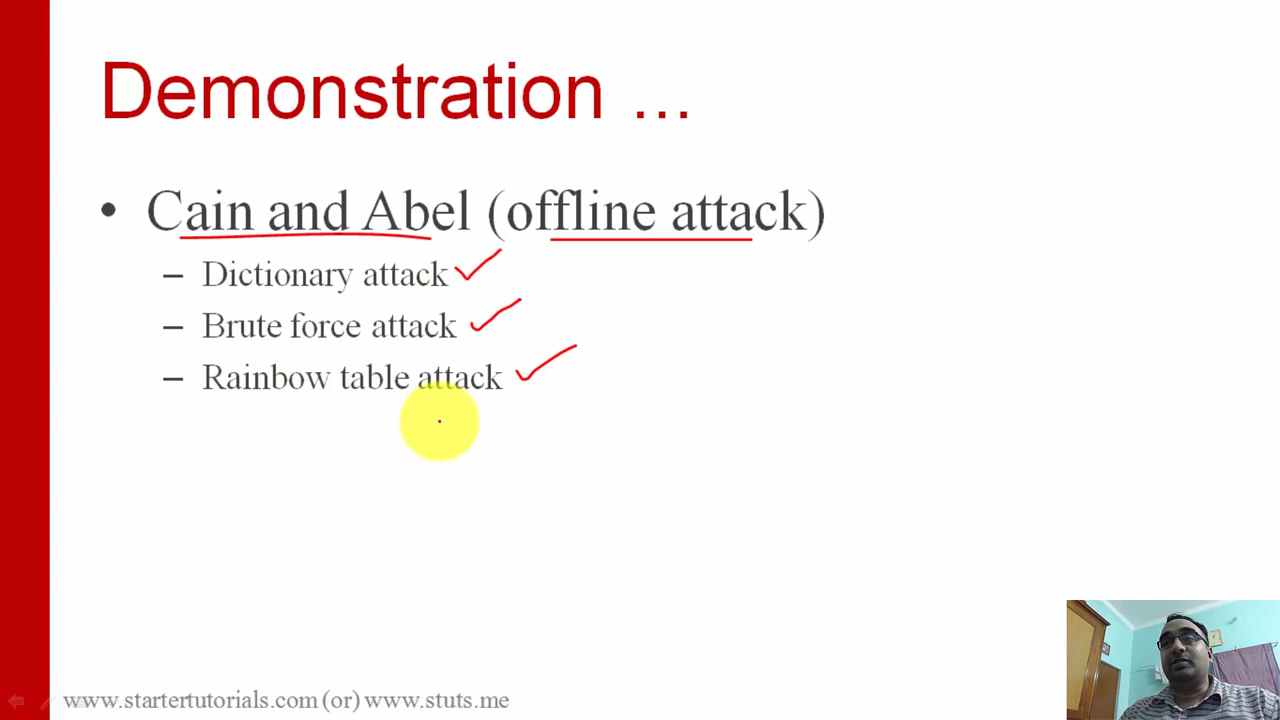 Demonstration ...
• Cain and Abel (offline attack)
– Dictionary attack
– Brute force attack
– Rainbow table attack
www.startertutorials.com (or) www.stuts.me